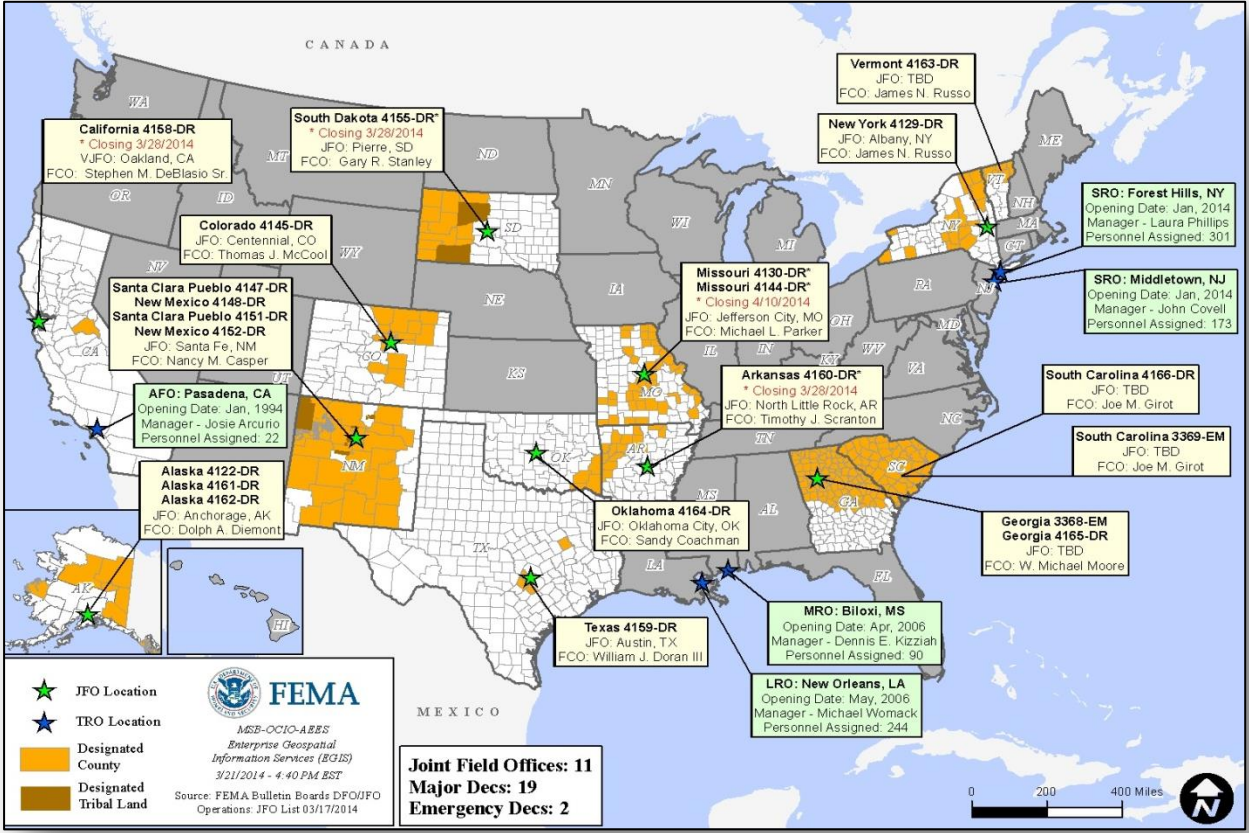 CANADA
WA
MT
ND
MN
WI
MI
ME
OR
ID
WY
SD
NV
NE
IA
UT
CO
KS
CA
IL
IN
OH
PA
NY
VT
NH
MA
CT
NJ
MD
WV
VA
KY
MO
TN
NC
SC
NM
OK
AR
MS
AL
GA
TX
LA
FL
AK
HI
MEXICO
California 4158-DR
* Closing 3/28/2014
VJFO: Oakland, CA
FCO: Stephen M. DeBlasio Sr.
South Dakota 4155-DR*
* Closing 3/28/2014
JFO: Pierre, SD
FCO: Gary R. Stanley
Vermont 4163-DR
JFO: TBD
FCO: James N. Russo
New York 4129-DR
JFO: Albany, NY
FCO: James N. Russo
SRO: Forest Hills, NY
Opening Date: Jan, 2014
Manager - Laura Phillips
Personnel Assigned: 301
SRO: Middletown, NJ
Opening Date: Jan, 2014
Manager - John Covell
Personnel Assigned: 173
Colorado 4145-DR
JFO: Centennial, CO
FCO: Thomas J. McCool
Santa Clara Pueblo 4147-DR
New Mexico 4148-DR
Santa Clara Pueblo 4151-DR
New Mexico 4152-DR
JFO: Santa Fe, NM
FCO: Nancy M. Casper
Missouri 4130-DR*
Missouri 4144-DR*
* Closing 4/10/2014
JFO: Jefferson City, MO
FCO: Michael L. Parker
Arkansas 4160-DR*
* Closing 3/28/2014
JFO: North Little Rock, AR
FCO: Timothy J. Scranton
South Carolina 4166-DR
JFO: TBD
FCO: Joe M. Girot
South Carolina 3369-EM
JFO: TBD
FCO: Joe M. Girot
AFO: Pasadena, CA
Opening Date: Jan, 1994
Manager - Josie Arcurio
Personnel Assigned: 22
Alaska 4122-DR
Alaska 4161-DR
Alaska 4162-DR
JFO: Anchorage, AK
FCO: Dolph A. Diemont
Oklahoma 4164-DR
JFO: Oklahoma City, OK
FCO: Sandy Coachman
Georgia 3368-EM
Georgia 4165-DR
JFO: TBD
FCO: W. Michael Moore
Texas 4159-DR
JFO: Austin, TX
FCO: William J. Doran III
MRO: Biloxi, MS
Opening Date: Apr, 2006
Manager - Dennis E. Kizziah
Personnel Assigned: 90
LRO: New Orleans, LA
Opening Date: May, 2006
Manager - Michael Womack
Personnel Assigned: 244
JFO Location
TRO Location
Designated
County
Designated
Tribal Land
FEMA
MSB-OCIO-AEES
Enterprise Geospatial
Information Services (EGIS)
3/21/2014 - 4:40 PM EST
Source: FEMA Bulletin Boards DFO/JFO
Operations: JFO List 03/17/2014
Joint Field Offices: 11
Major Decs: 19
Emergency Decs: 2
0 200 400 Miles
N